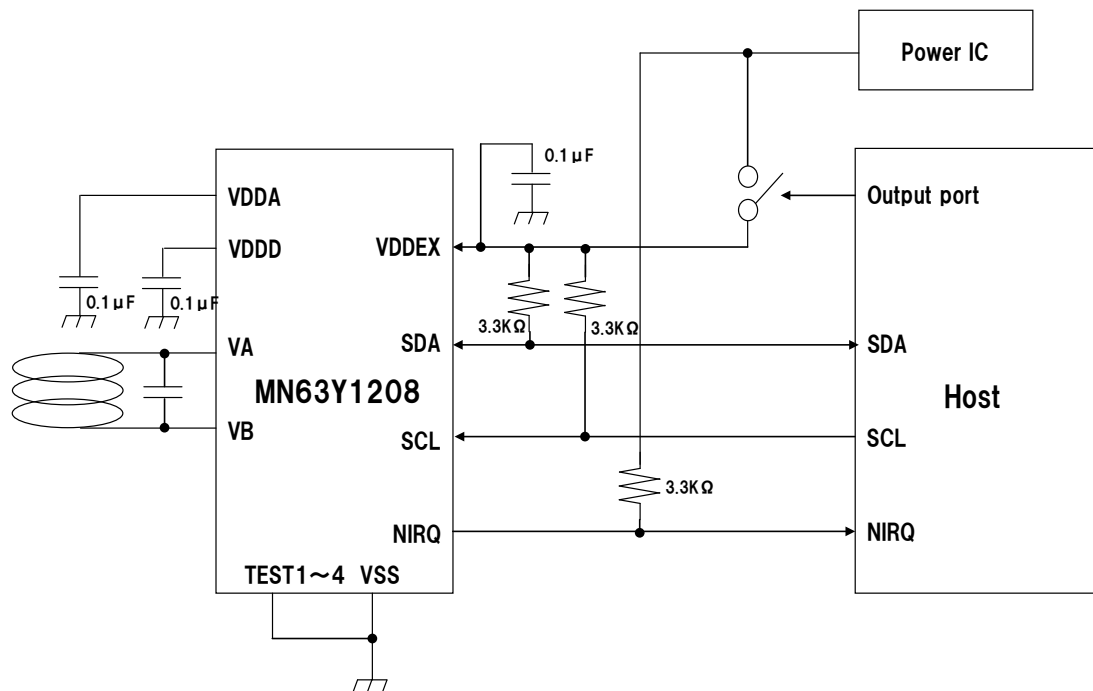 Power IC
0.1μF
VDDA
Output port
VDDD
VDDEX
0.1μF
0.1μF
3.3KΩ
3.3KΩ
VA
SDA
SDA
MN63Y1208
Host
VB
SCL
SCL
3.3KΩ
NIRQ
NIRQ
TEST1～4 VSS